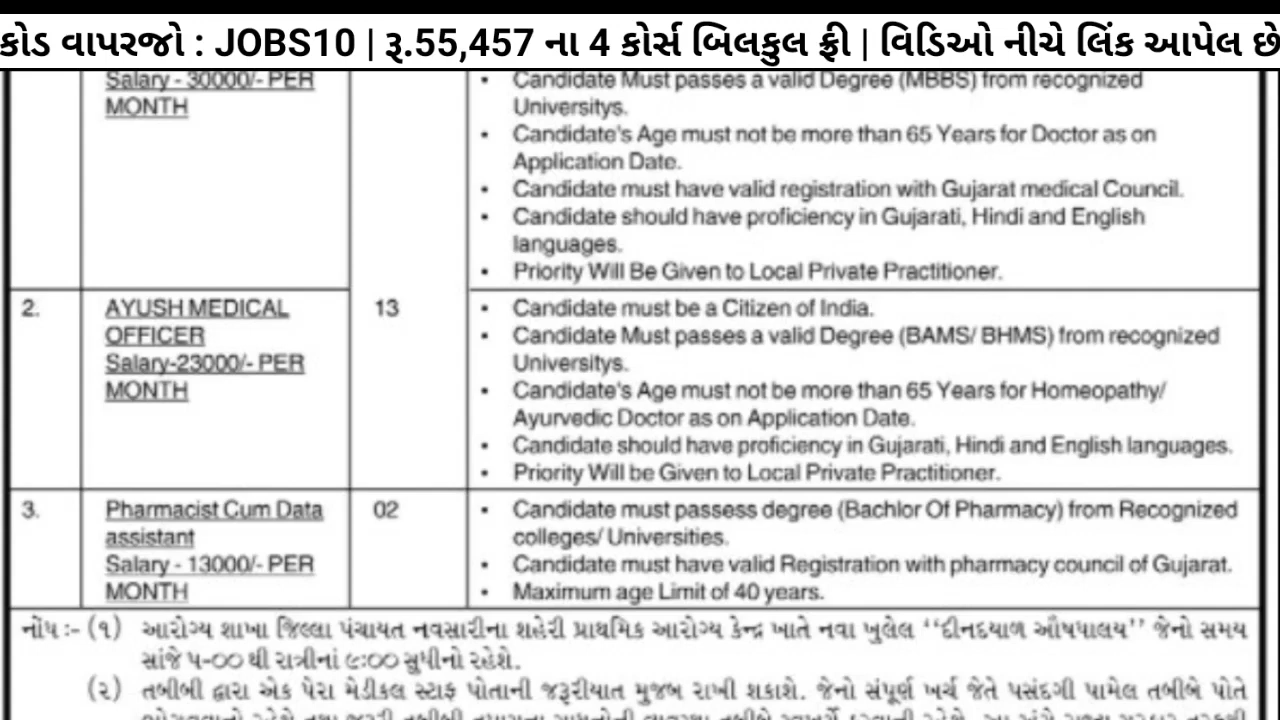 કોડ વાપરજો : JOBS10 | રૂ.55,457 ના 4 કોર્સ બિલકુલ ફ્રી | વિડિઓ નીચે લિંક આપેલ છે
Salary - 30000/- PER
MONTH
• Candidate Must passes a valid Degree (MBBS) from recognized
Universitys.
• Candidate's Age must not be more than 65 Years for Doctor as on
Application Date.
• Candidate must have valid registration with Gujarat medical Council.
• Candidate should have proficiency in Gujarati, Hindi and English
languages.
• Priority Will Be Given to Local Private Practitioner.
2.
AYUSH MEDICAL
OFFICER
Salary-23000/- PER
MONTH
13
• Candidate must be a Citizen of India.
• Candidate Must passes a valid Degree (BAMS/ BHMS) from recognized
Universitys.
• Candidate's Age must not be more than 65 Years for Homeopathy/
Ayurvedic Doctor as on Application Date.
• Candidate should have proficiency in Gujarati, Hindi and English languages.
• Priority Will be Given to Local Private Practitioner.
3.
Pharmacist Cum Data
assistant
Salary - 13000/- PER
MONTH
02
• Candidate must passess degree (Bachlor Of Pharmacy) from Recognized
colleges/ Universities.
• Candidate must have valid Registration with pharmacy council of Gujarat.
• Maximum age Limit of 40 years.
નોંધ :- (૧) આરોગ્ય શાખા જિલ્લા પંચાયત નવસારીના શહેરી પ્રાથમિક આરોગ્ય કેન્દ્ર ખાતે નવા ખુલેલ “દીનદયાળ ઔષધાલય” જેનો સમય
સાંજે ૫-૦૦ થી રાત્રીનાં ૯:૦૦ સુધીનો રહેશે.
(૨) તબીબી દ્વારા એક પેરા મેડીકલ સ્ટાફ પોતાની જરૂરીયાત મુજબ રાખી શકાશે. જેનો સંપૂર્ણ ખર્ચ જેતે પસંદગી પામેલ તબીબે પોતે